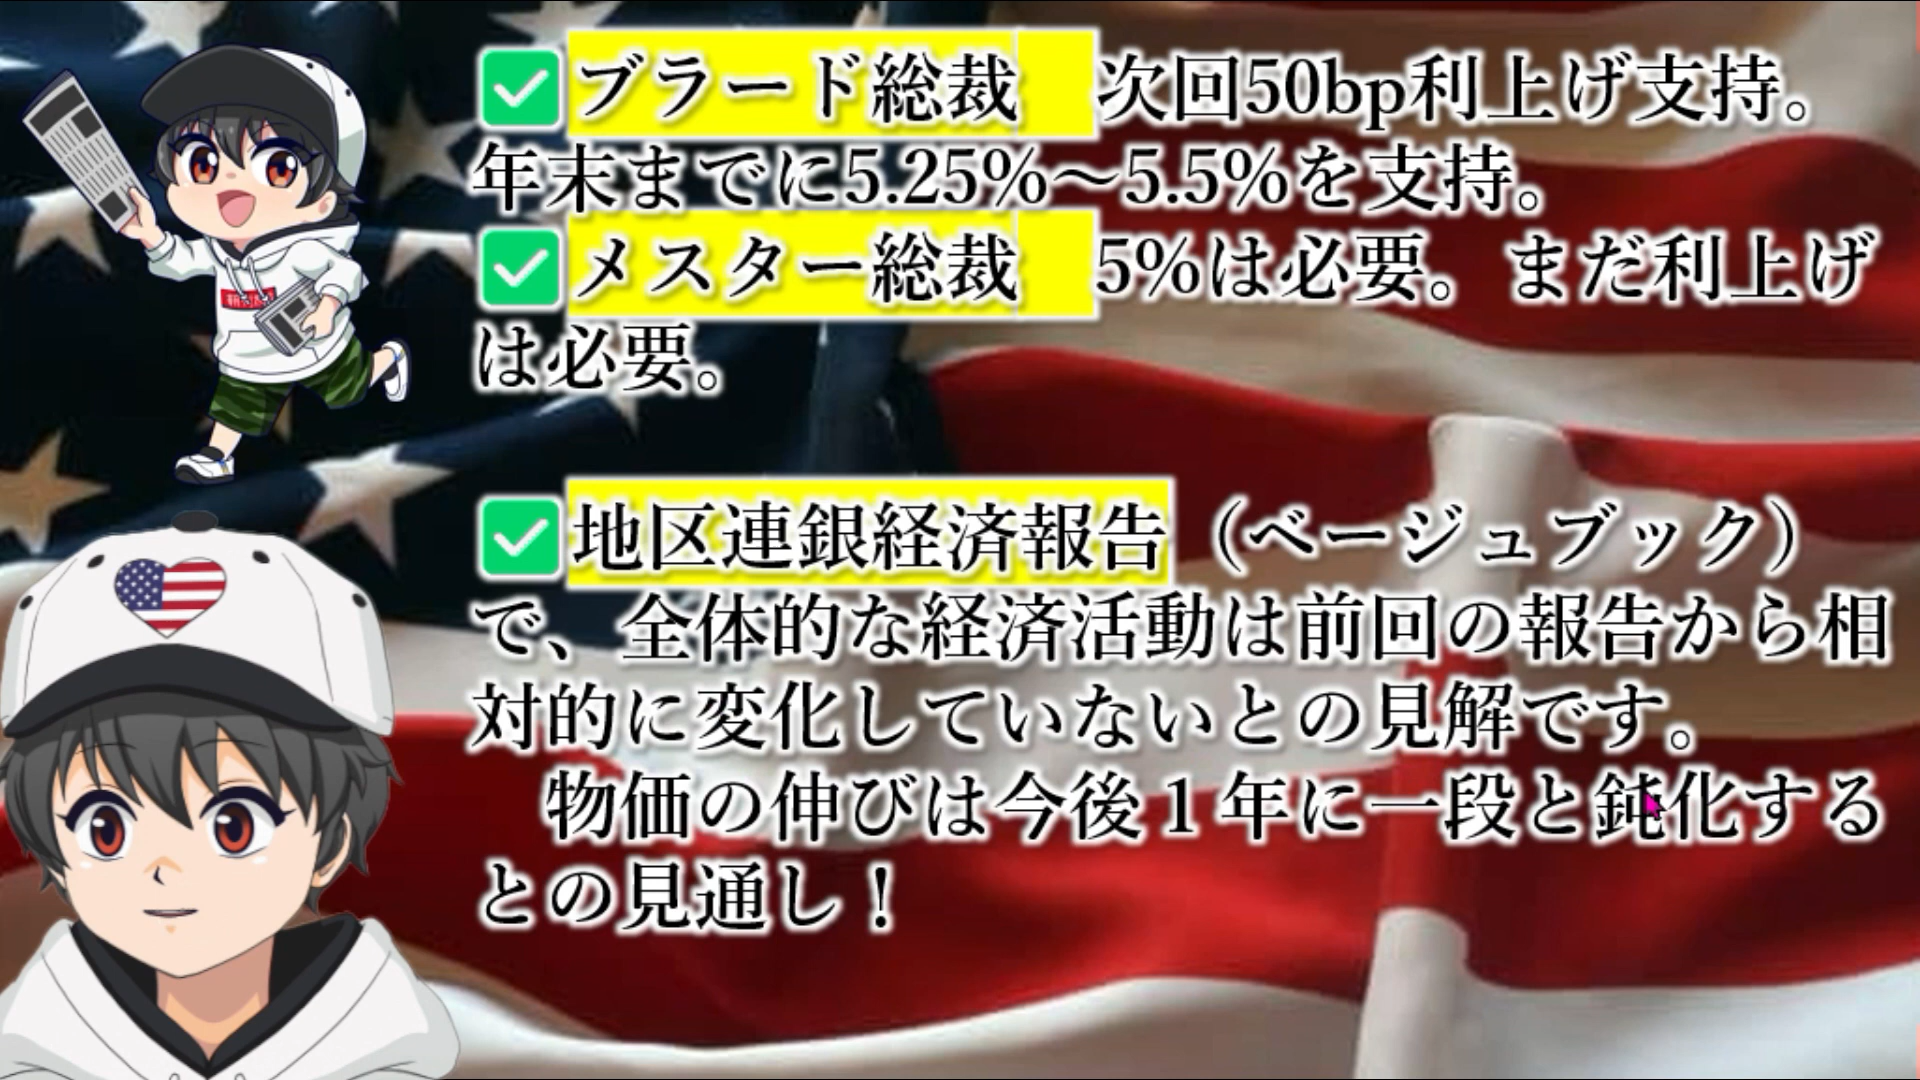 ✅ブラード総裁　次回50bp利上げ支持。
年末までに5.25%～5.5%を支持。
✅メスター総裁　5%は必要。まだ利上げ
は必要。
✅地区連銀経済報告（ベージュブック）
で、全体的な経済活動は前回の報告から相
対的に変化していないとの見解です。
　物価の伸びは今後１年に一段と鈍化する
との見通し！